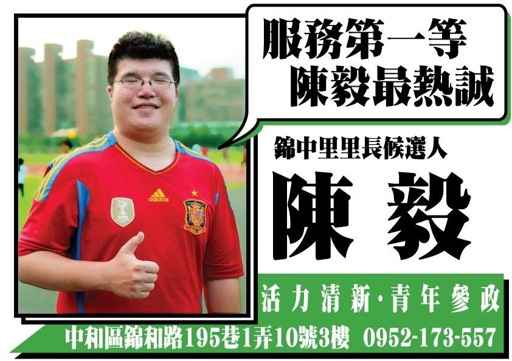 服務第一等
陳毅最熱誠
錦中里里長候選人
陳毅
adidas
活力清新·青年參政
中和區錦和路195巷1弄10號3樓 0952-173-557